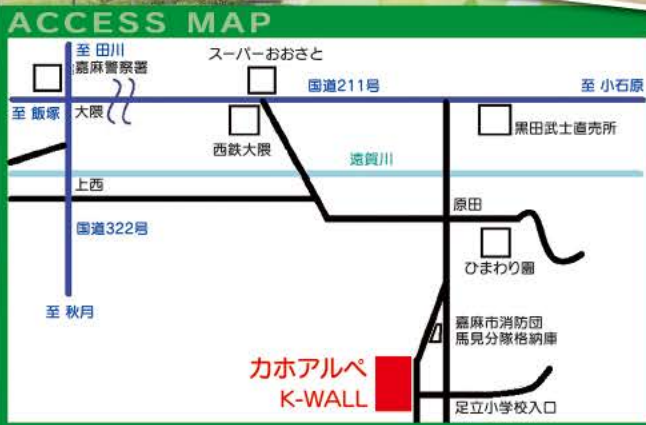 ACCESS MAP
至 田川
嘉麻警察署
スーパーおおさと
国道211号
至 小石原
至 飯塚
大隈
西鉄大隈
黒田武士直売所
遠賀川
上西
原田
国道322号
ひまわり園
至 秋月
嘉麻市消防団
馬見分隊格納庫
カホアルペ
K-WALL
足立小学校入口